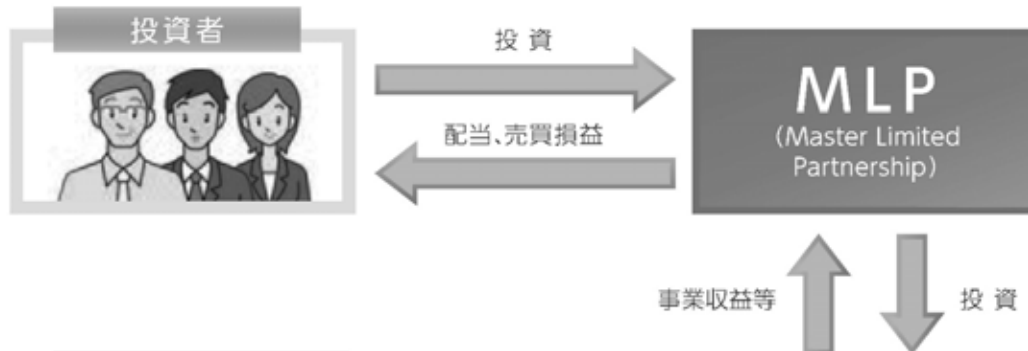 投資者
投 資
配当、売買損益
MLP
(Master Limited
Partnership)
事業収益等
投 資